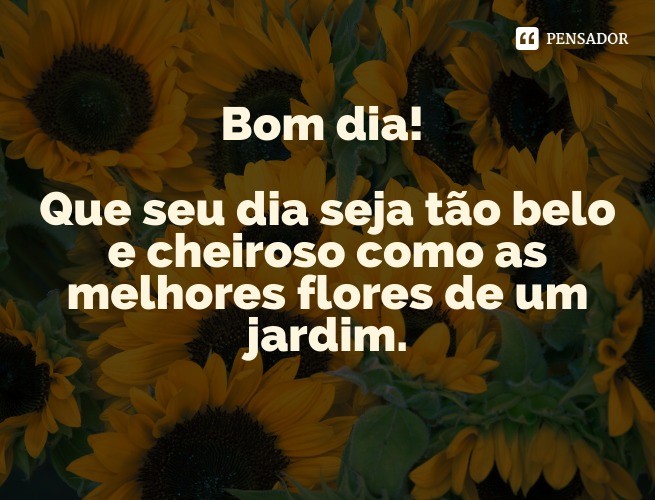 PENSADOR
Bom dia!
Que seu dia seja tão belo
e cheiroso como as
melhores flores de um
jardim.